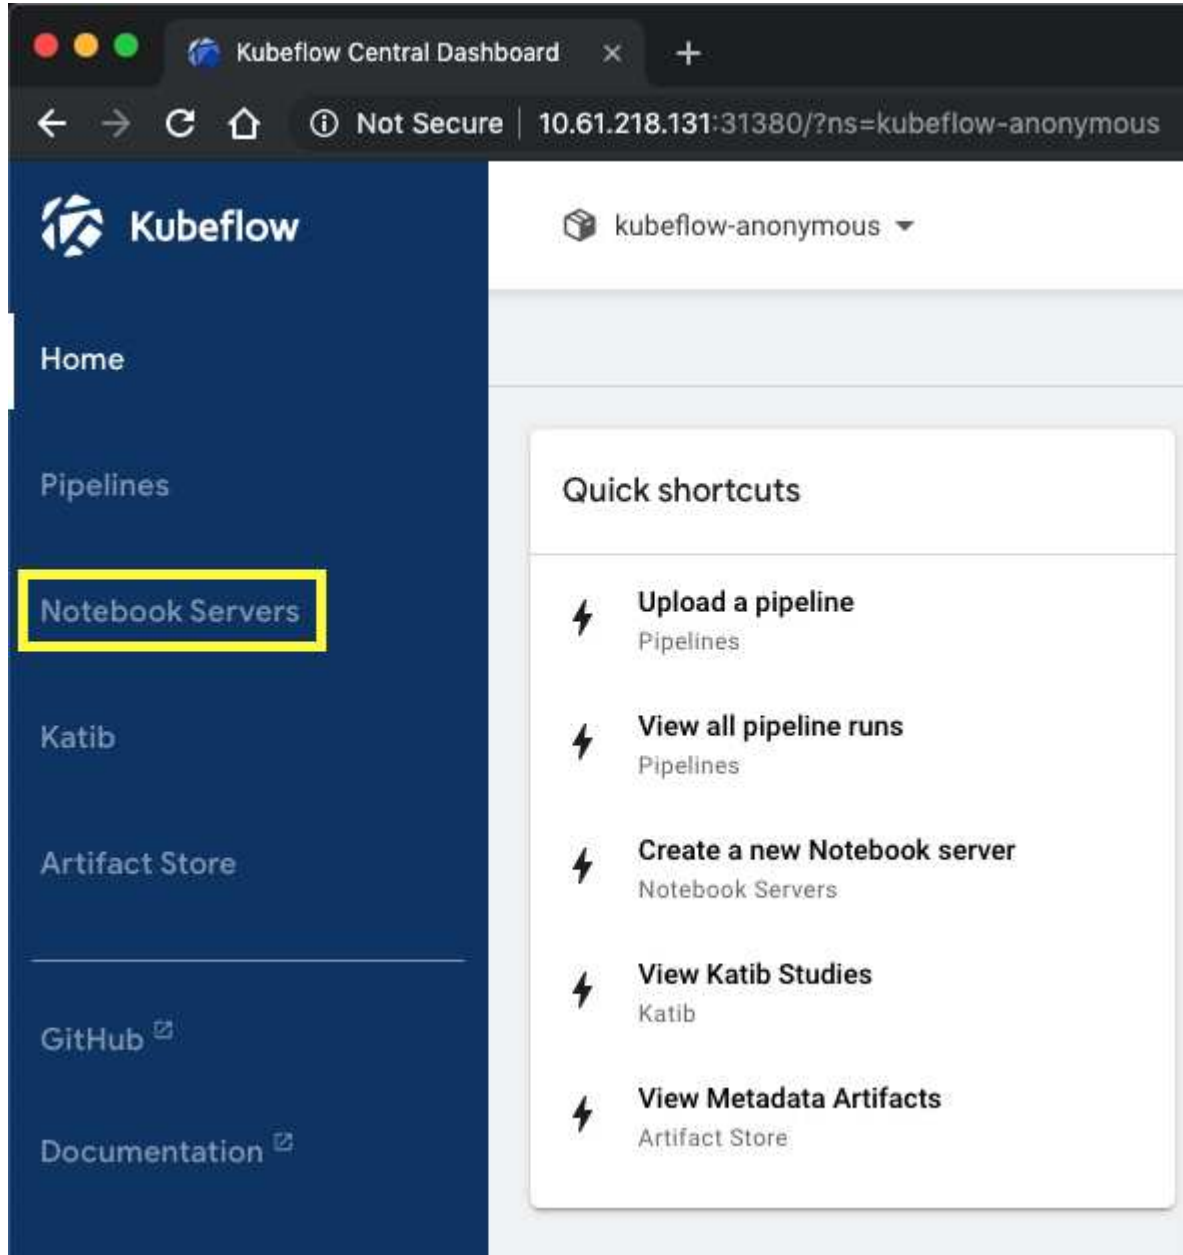 Kubeflow Central Dashboard
Not Secure | 10.61.218.131:31380/?ns=kubeflow-anonymous
Kubeflow
kubeflow-anonymous
Home
Pipelines
Notebook Servers
Katib
Artifact Store
GitHub
Documentation
Quick shortcuts
Upload a pipeline
Pipelines
View all pipeline runs
Pipelines
Create a new Notebook server
Notebook Servers
View Katib Studies
Katib
View Metadata Artifacts
Artifact Store